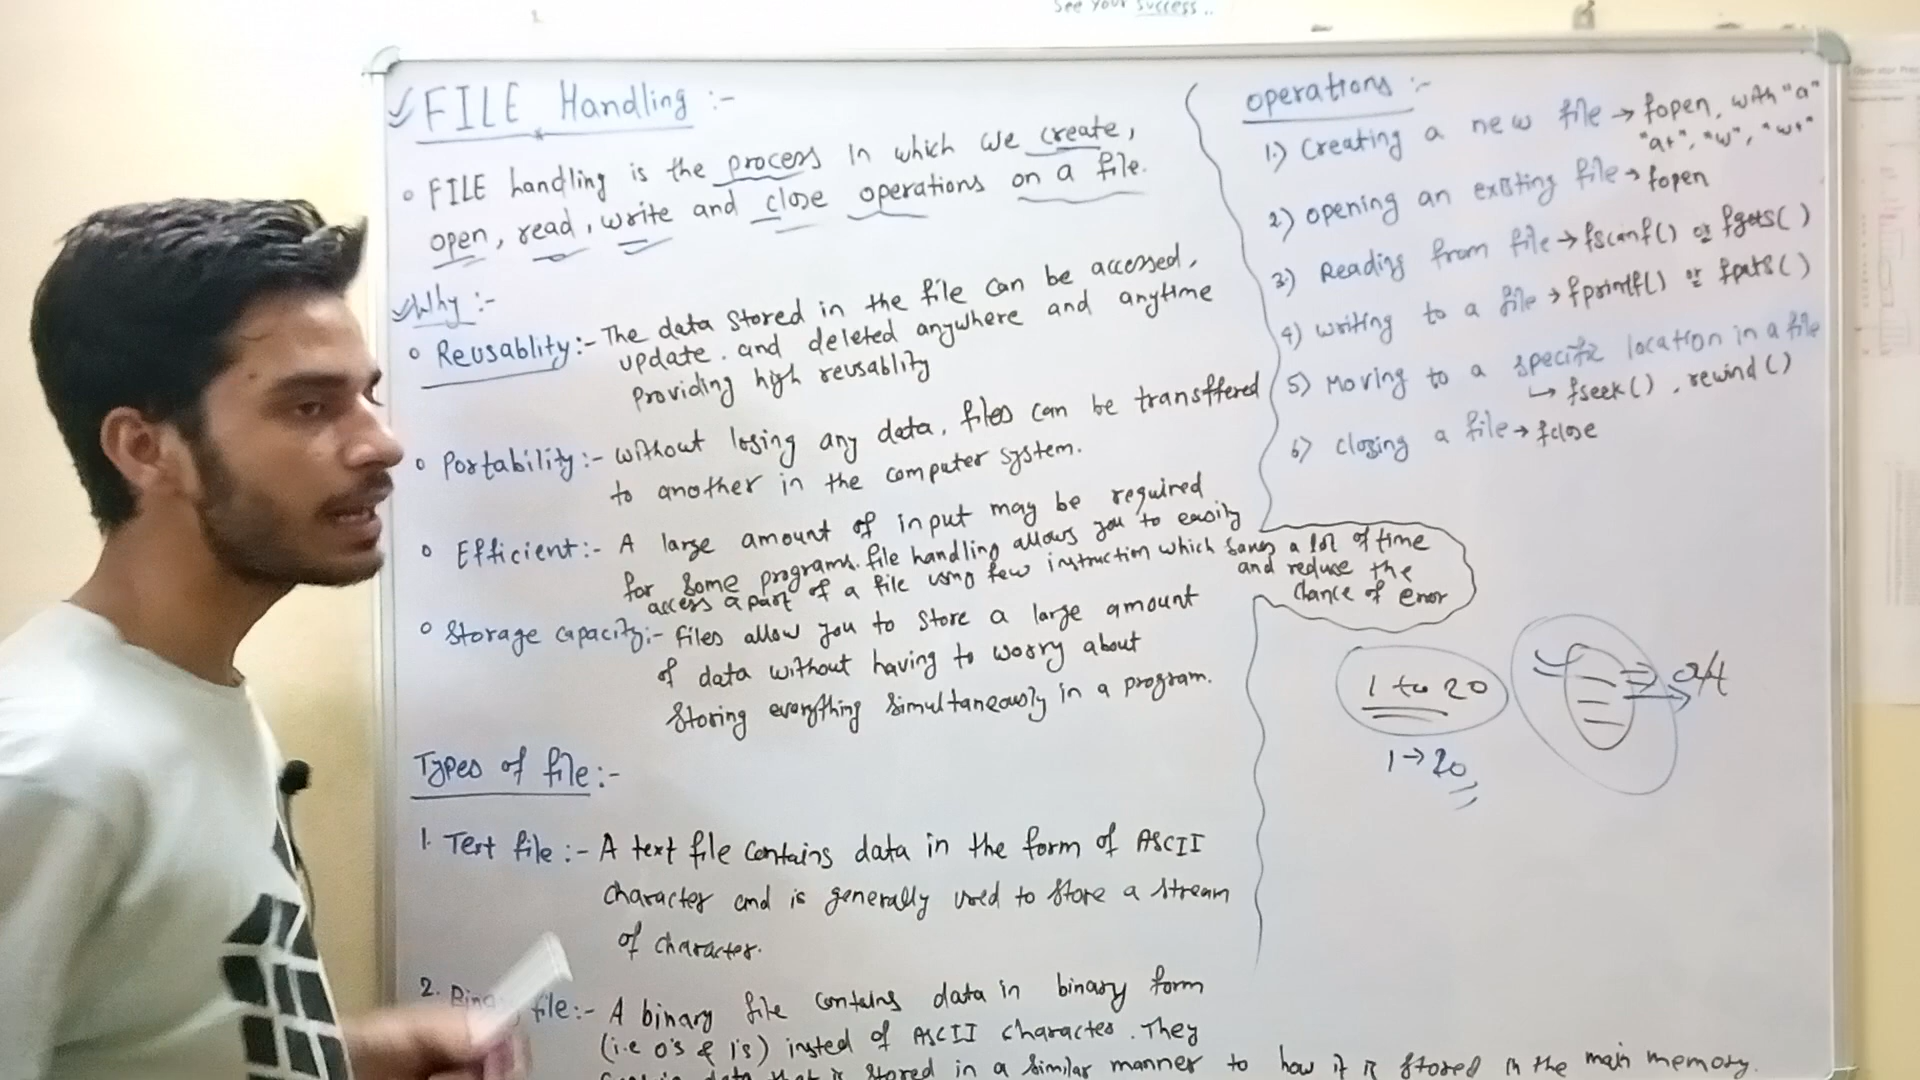 See your success..
FILE Handling :-
FILE handling is the process in which we create,
open, read, write and close operations on a file.
Why :-
Reusablity :- The data stored in the file can be accessed,
update. and deleted anywhere and anytime
Providing high reusablity
Portability :- without losing any data, files can be transffered
to another in the computer system.
Efficient :- A large amount of input may be required
for some programs. file handling allows you to easily
access a part of a file using few instruction which saves a lot of time
and reduce the
chance of error
Storage capacity :- files allow you to store a large amount
of data without having to worry about
storing everything simultaneously in a program.
Types of file :-
1. Text file :- A text file contains data in the form of ASCII
character and is generally used to store a stream
of character.
2. file :- A binary file contains data in binary form
(i.e 0's & 1's) insted of ASCII character. They
data that is stored in a similar manner to how it is stored in the main memory.
operations :-
1.) Creating a new file → fopen, with "a"
"a+", "w", "w+"
2) opening an existing file → fopen
3) Reading from file → fscanf() or fgets()
4) writing to a file → fprintf() or fputs()
5) Moving to a specific location in a file
↳ fseek(), rewind()
6) closing a file → fclose
1 to 20
1 → 20